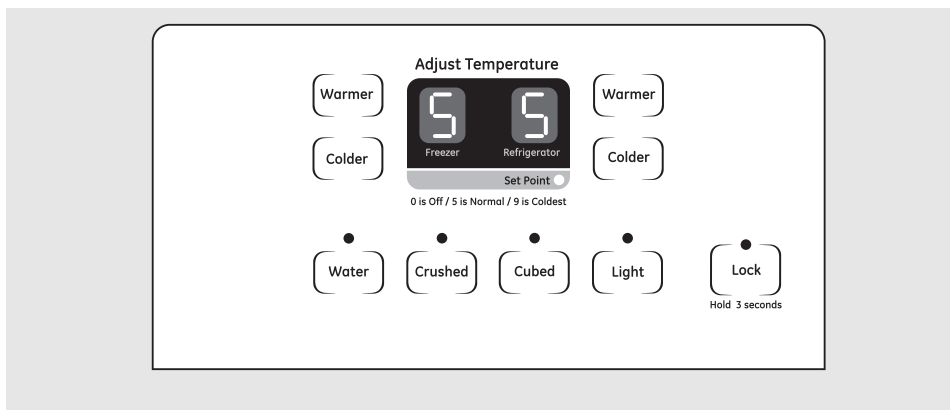 Adjust Temperature
Warmer
5 5
Warmer
Freezer Refrigerator
Colder
Colder
Set Point
0 is Off / 5 is Normal / 9 is Coldest
Water
Crushed
Cubed
Light
Lock
Hold 3 seconds